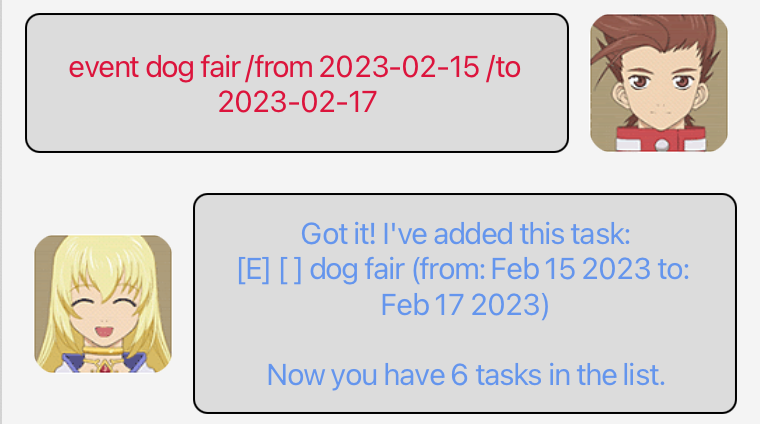 event dog fair /from 2023-02-15 /to
2023-02-17
Got it! I've added this task:
[E] [ ] dog fair (from: Feb 15 2023 to:
Feb 17 2023)
Now you have 6 tasks in the list.